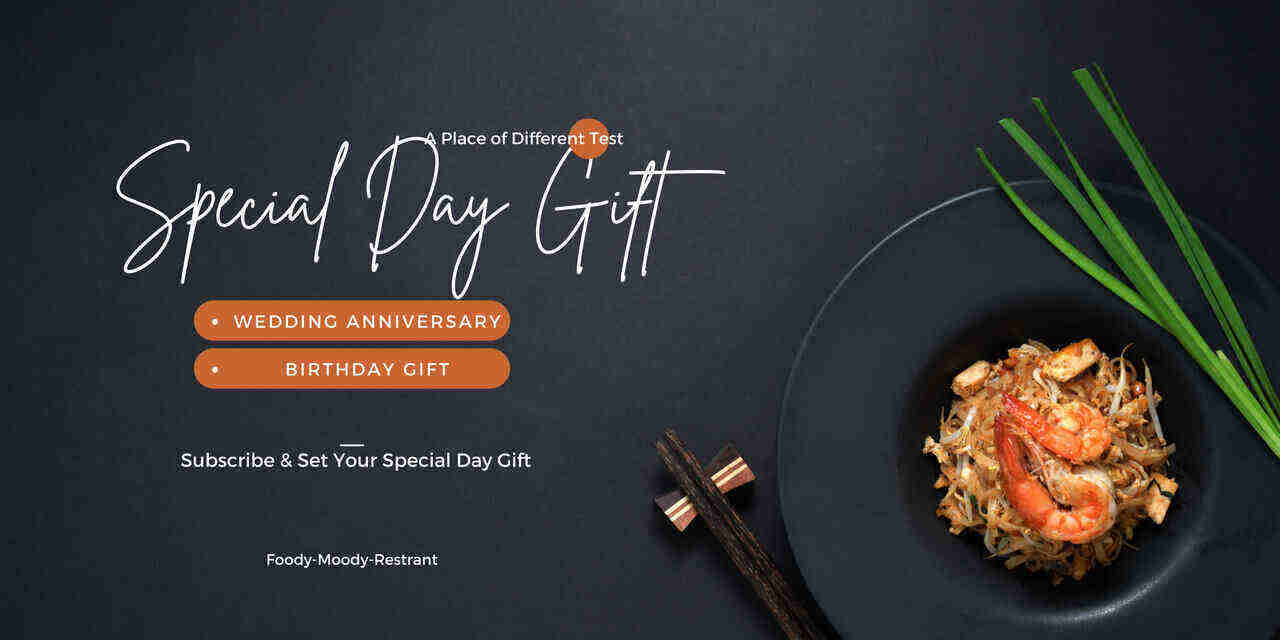 A Place of Different Test
Special Day Gift
• WEDDING ANNIVERSARY
• BIRTHDAY GIFT
Subscribe & Set Your Special Day Gift
Foody-Moody-Restrant